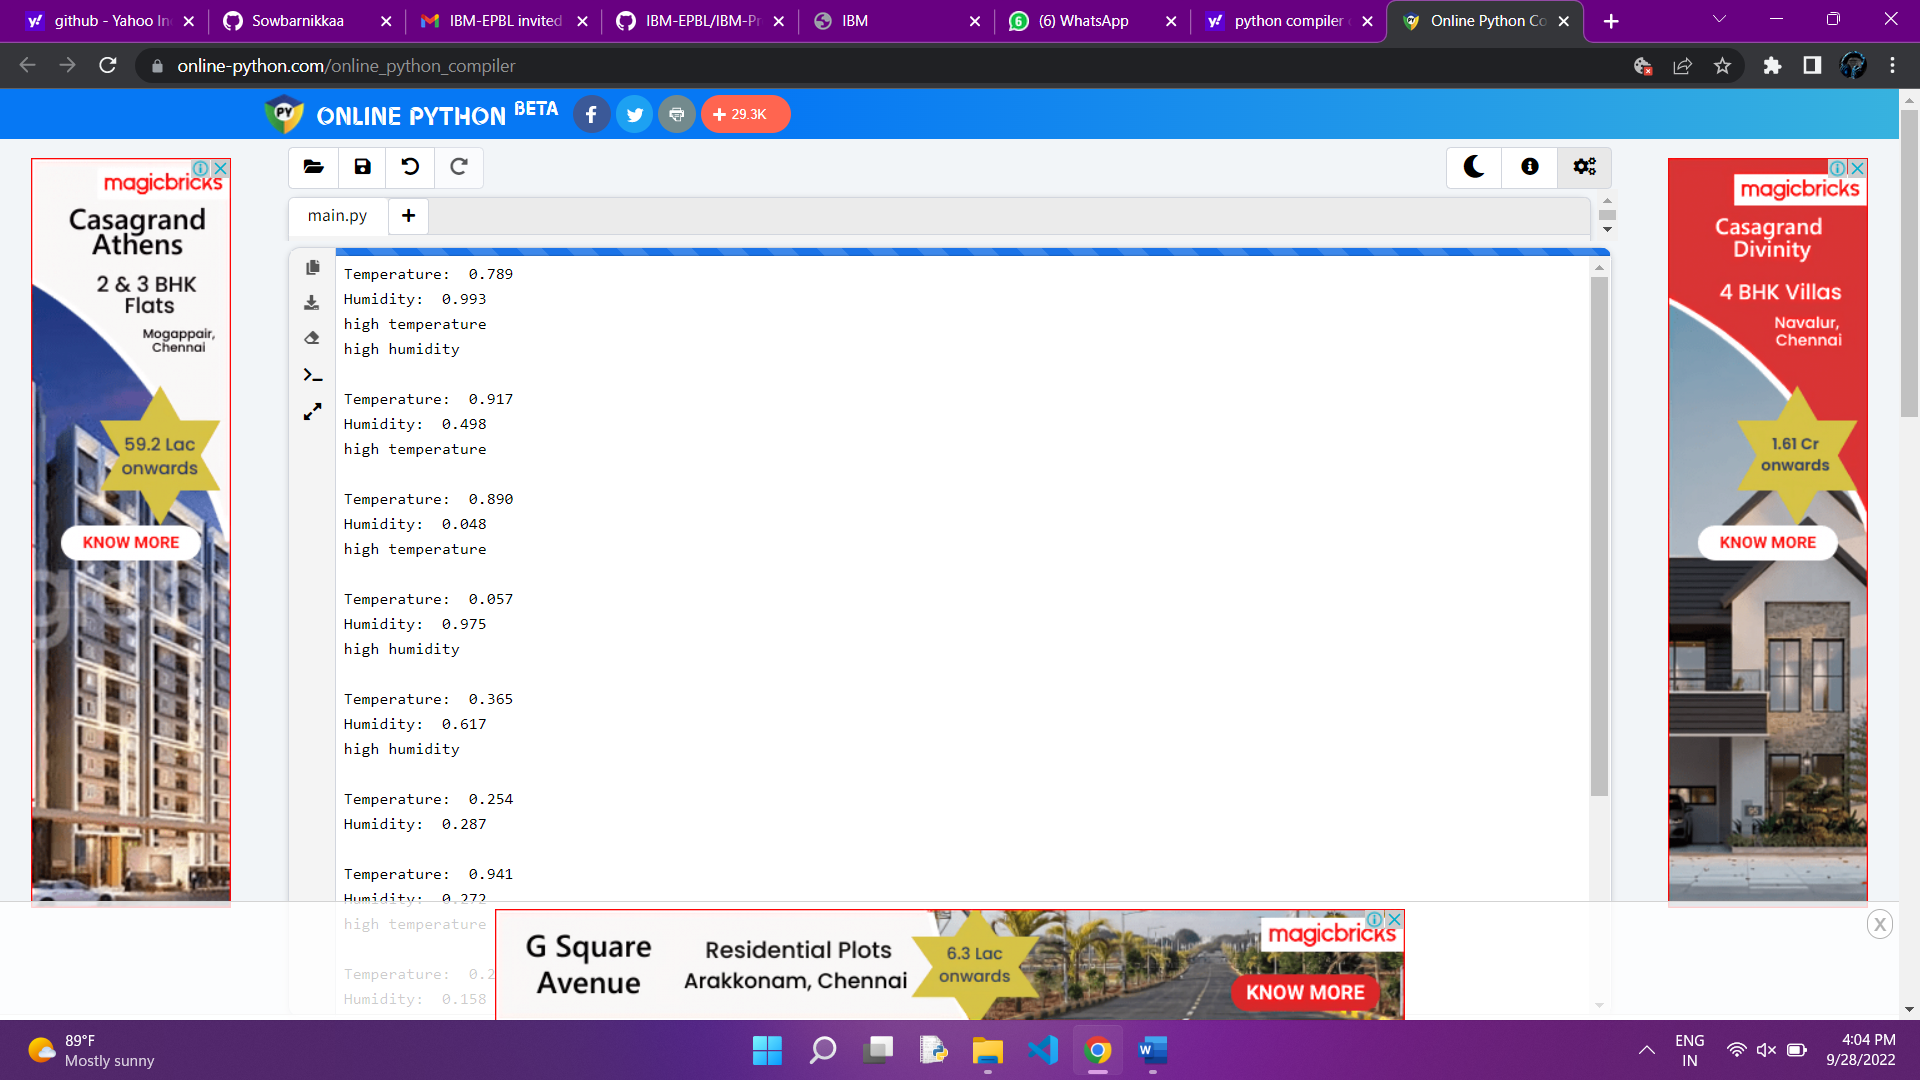 github - Yahoo In
Sowbarnikkaa
IBM-EPBL invited
IBM-EPBL/IBM-Pr
IBM
(6) WhatsApp
python compiler
Online Python Co
online-python.com/online_python_compiler
PY
ONLINE PYTHON BETA
29.3K
main.py
Temperature:  0.789
Humidity:  0.993
high temperature
high humidity
Temperature:  0.917
Humidity:  0.498
high temperature
Temperature:  0.890
Humidity:  0.048
high temperature
Temperature:  0.057
Humidity:  0.975
high humidity
Temperature:  0.365
Humidity:  0.617
high humidity
Temperature:  0.254
Humidity:  0.287
Temperature:  0.941
Humidity:  0.272
high temperature
Temperature:  0.2
Humidity:  0.158
magicbricks
Casagrand
Athens
2 & 3 BHK
Flats
Mogappair,
Chennai
59.2 Lac
onwards
KNOW MORE
magicbricks
Casagrand
Divinity
4 BHK Villas
Navalur,
Chennai
1.61 Cr
onwards
KNOW MORE
G Square
Avenue
Residential Plots
Arakkonam, Chennai
6.3 Lac
onwards
magicbricks
KNOW MORE
X
89°F
Mostly sunny
ENG
IN
4:04 PM
9/28/2022